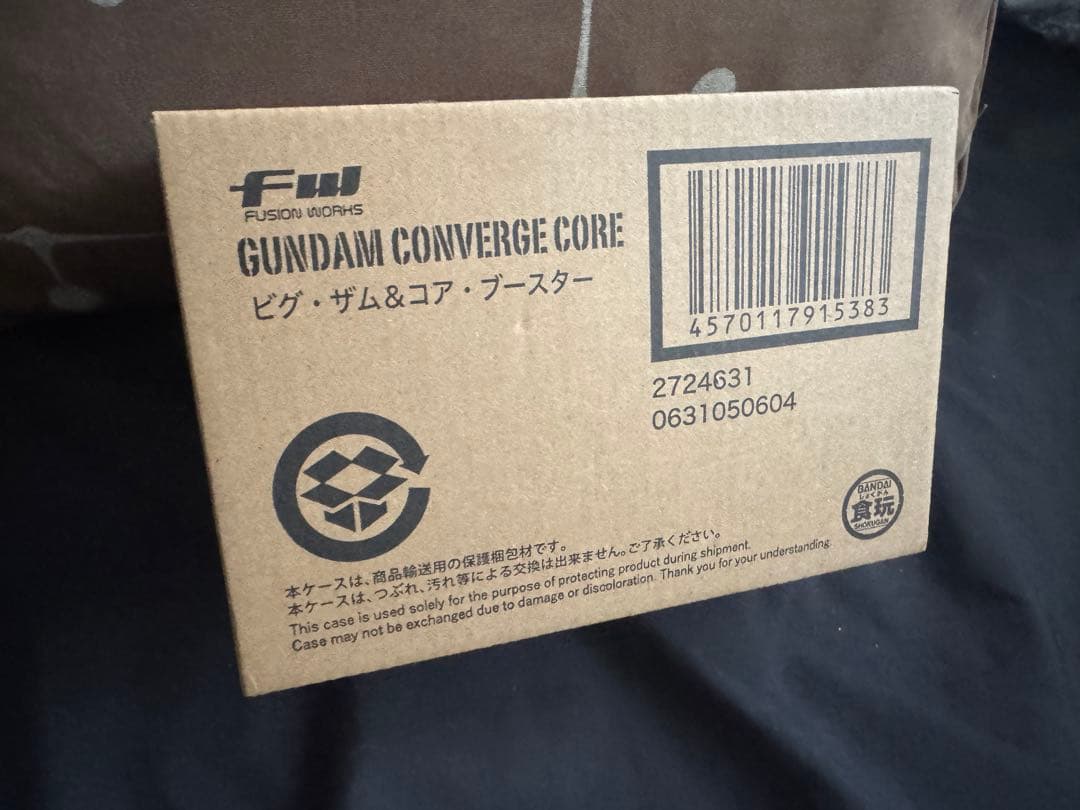 fw
FUSION WORKS
GUNDAM CONVERGE CORE
ビグ・ザム&コア・ブースター
4570117915383
2724631
0631050604
BANDAI
しょくがん
食玩
SHOKUGAN
本ケースは、商品輸送用の保護梱包材です。
本ケースは、つぶれ、汚れ等による交換は出来ません。ご了承ください。
This case is used solely for the purpose of protecting product during shipment.
Case may not be exchanged due to damage or discoloration. Thank you for your understanding.